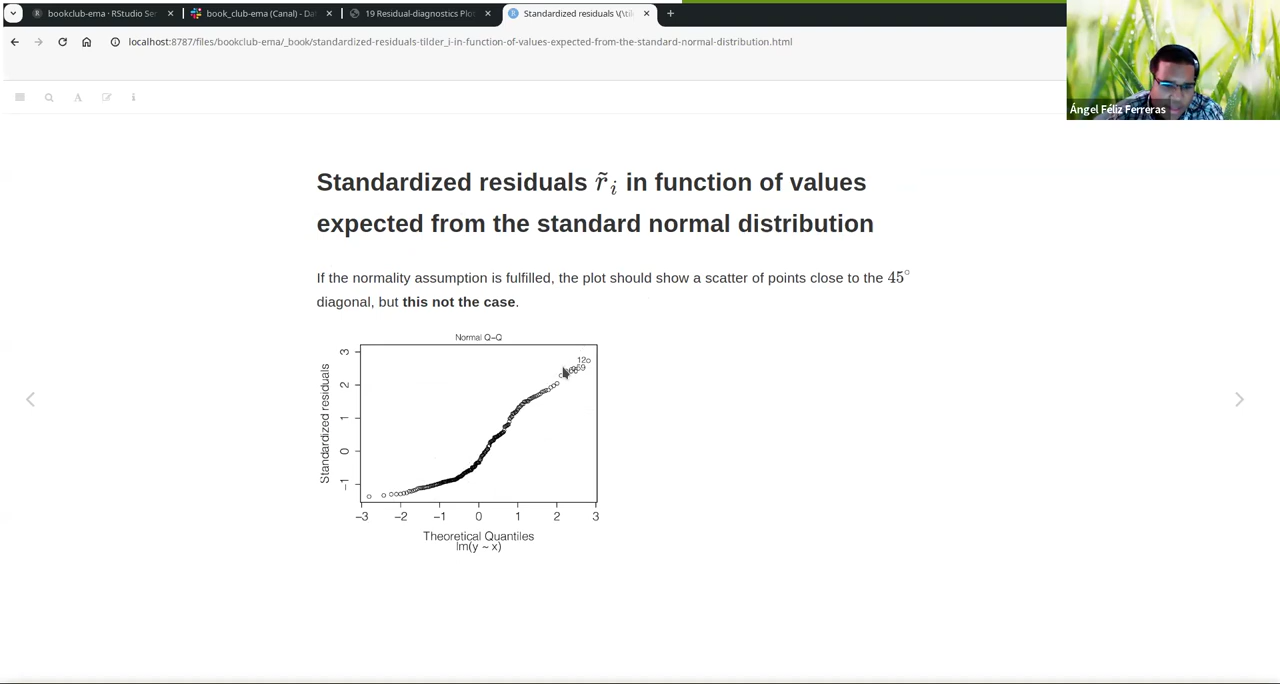 bookclub-ema · RStudio Ser
book_club-ema (Canal) - Da
19 Residual-diagnostics Plo
Standardized residuals \(\til
localhost:8787/files/bookclub-ema/_book/standardized-residuals-tilder_i-in-function-of-values-expected-from-the-standard-normal-distribution.html
Ángel Féliz Ferreras
Standardized residuals r̃ᵢ in function of values
expected from the standard normal distribution
If the normality assumption is fulfilled, the plot should show a scatter of points close to the 45°
diagonal, but this not the case.
Normal Q−Q
Standardized residuals
3
2
1
0
−1
12
59
−3 −2 −1 0 1 2 3
Theoretical Quantiles
lm(y ~ x)